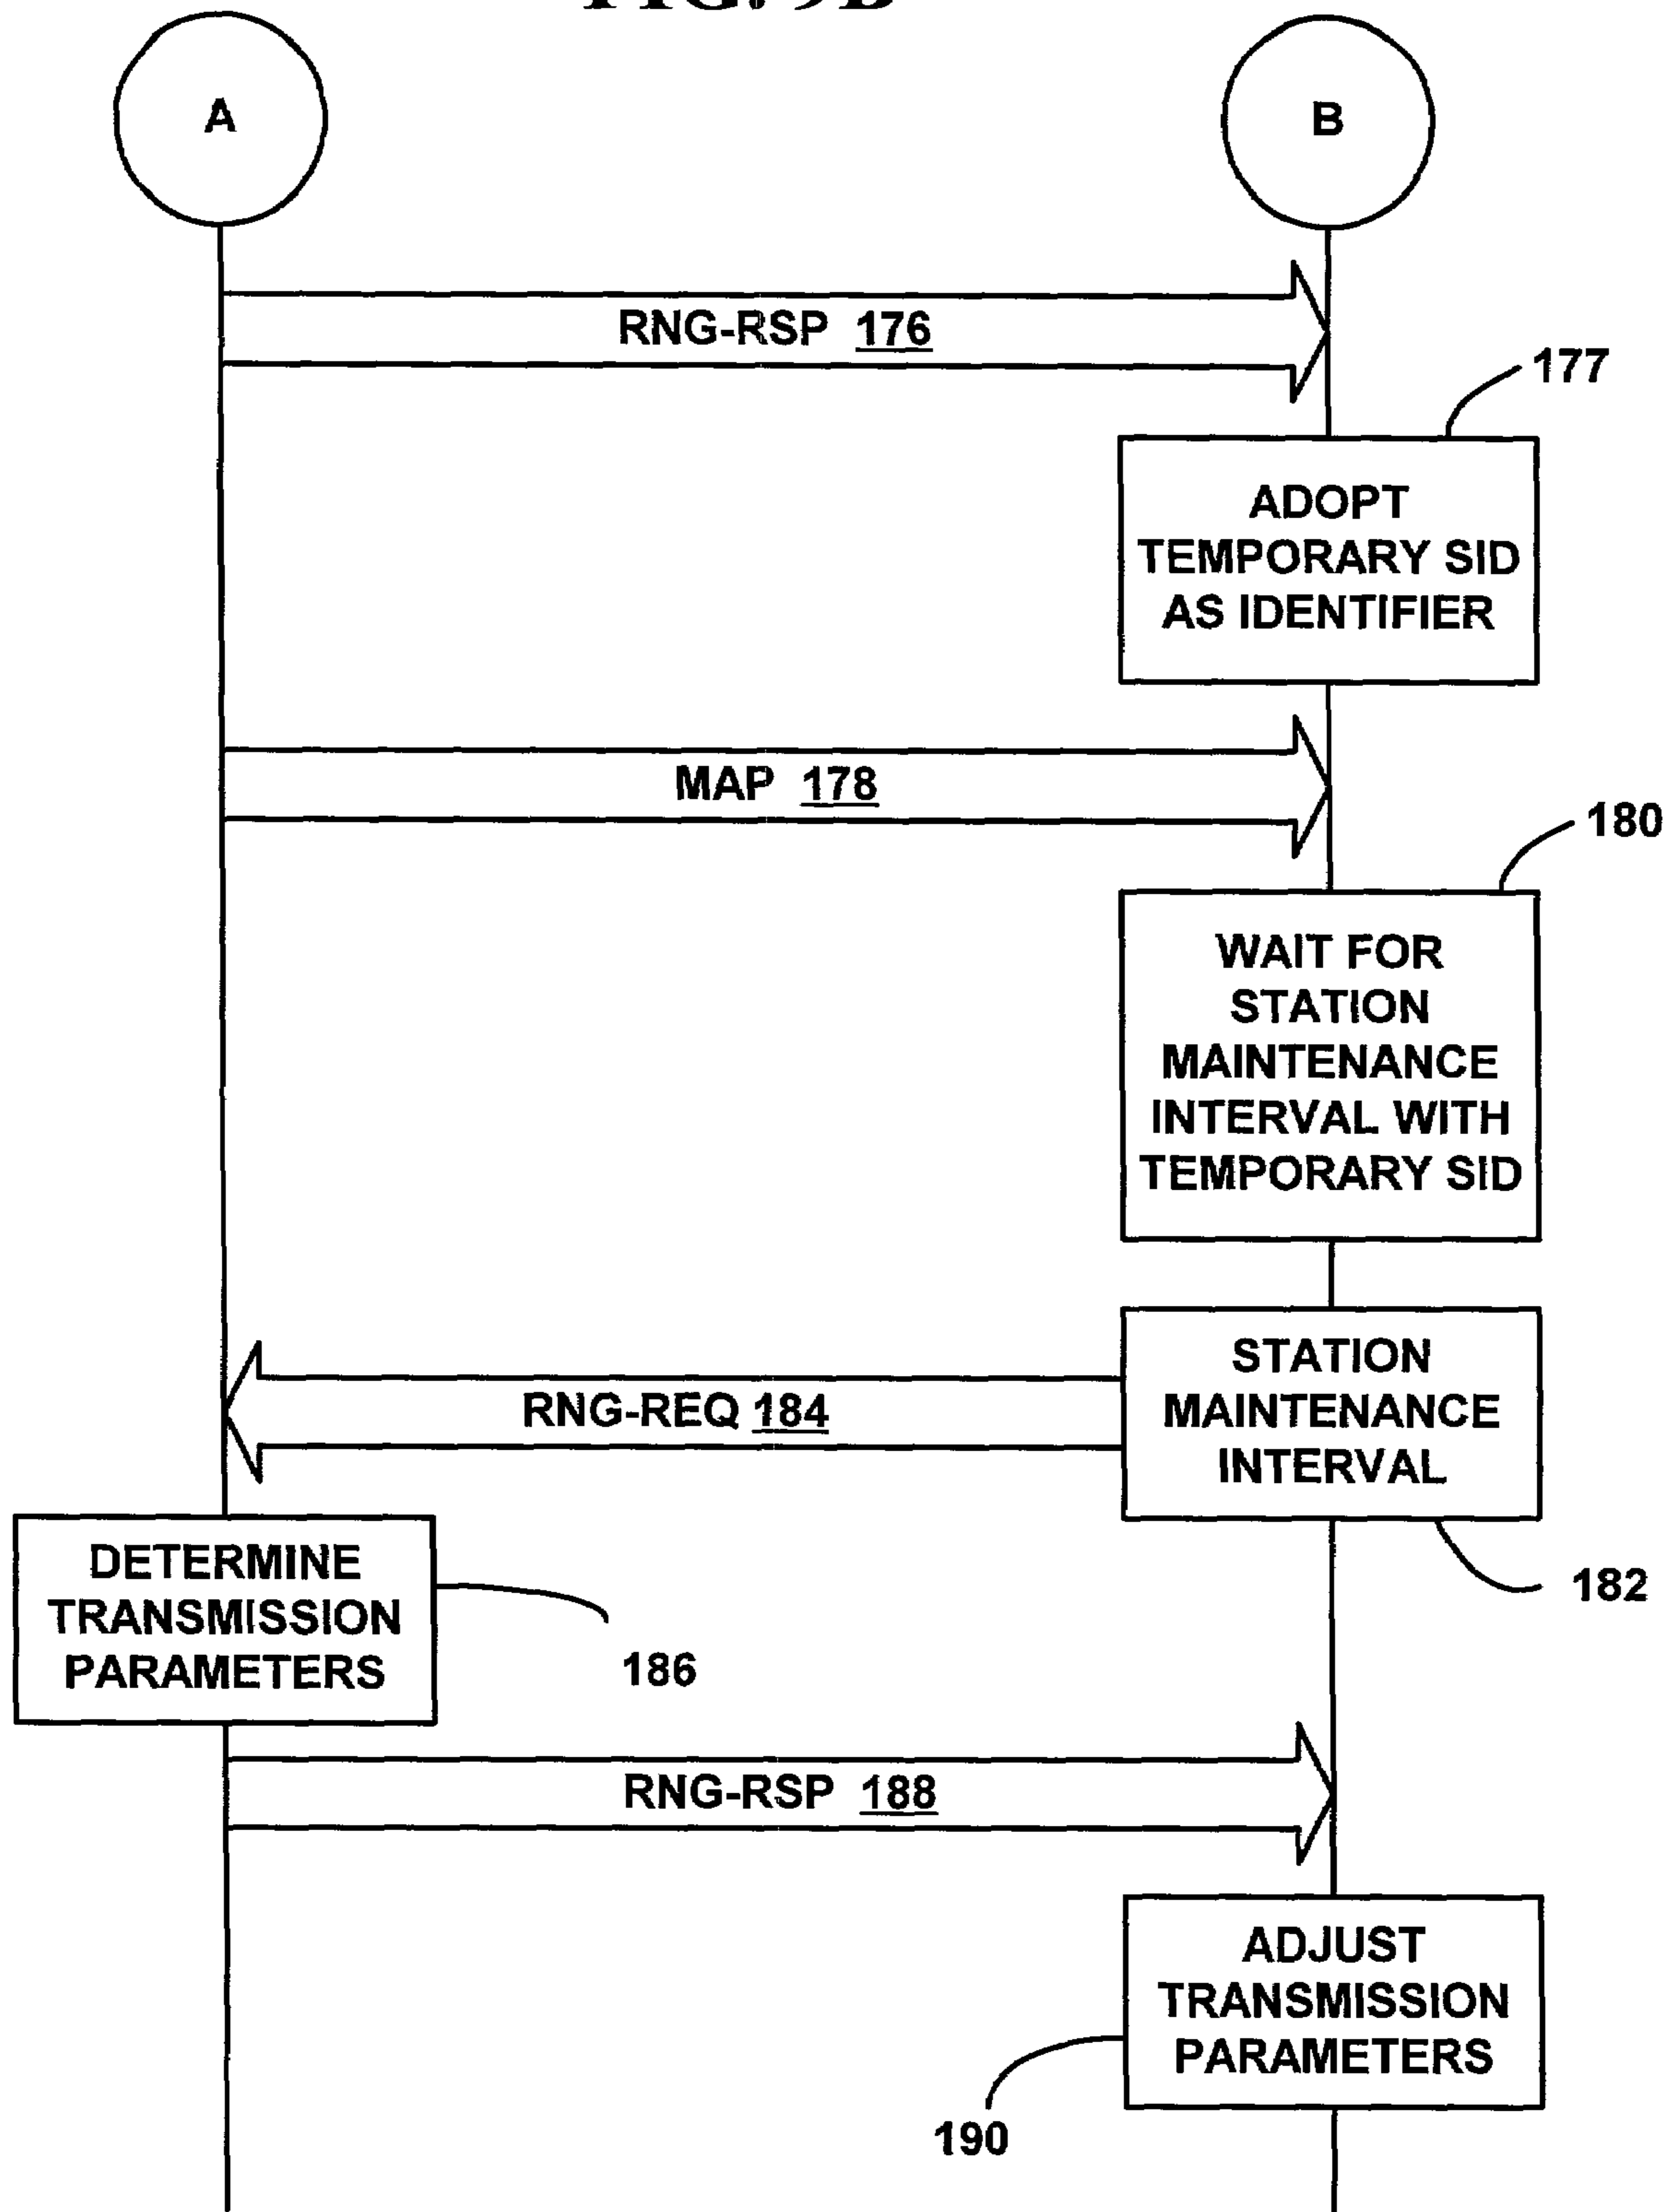 FIG. 9B
A
B
RNG-RSP 176
177
ADOPT
TEMPORARY SID
AS IDENTIFIER
MAP 178
180
WAIT FOR
STATION
MAINTENANCE
INTERVAL WITH
TEMPORARY SID
STATION
MAINTENANCE
INTERVAL
RNG-REQ 184
182
DETERMINE
TRANSMISSION
PARAMETERS
186
RNG-RSP 188
ADJUST
TRANSMISSION
PARAMETERS
190